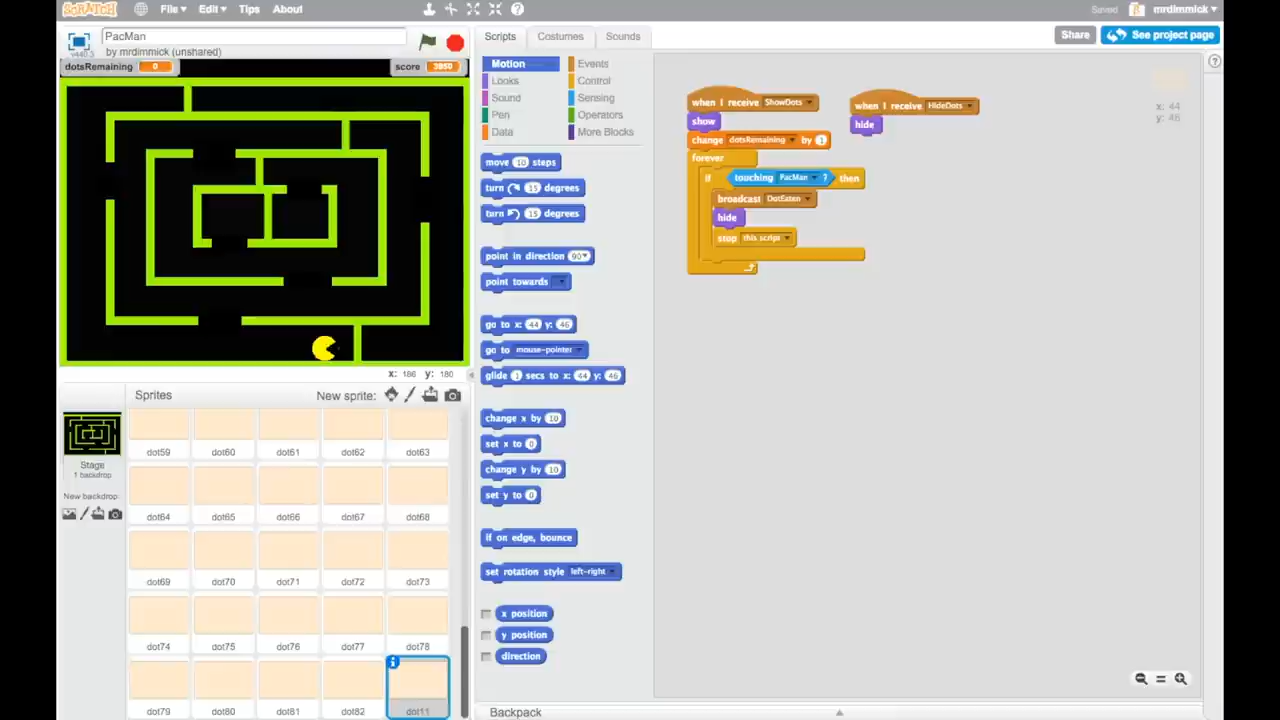 SCRATCH File Edit Tips About Saved mrdimmick
PacMan
by mrdimmick (unshared)
v440.3
Scripts Costumes Sounds Share See project page
dotsRemaining 0 score 3950
Motion Events
Looks Control
Sound Sensing
Pen Operators
Data More Blocks
move 10 steps
turn 15 degrees
turn 15 degrees
point in direction 90
point towards
go to x: 44 y: 46
go to mouse-pointer
glide 1 secs to x: 44 y: 46
change x by 10
set x to 0
change y by 10
set y to 0
if on edge, bounce
set rotation style left-right
x position
y position
direction
when I receive ShowDots
show
change dotsRemaining by 1
forever
if touching PacMan ? then
broadcast DotEaten
hide
stop this script
when I receive HideDots
hide
x: 44
y: 46
x: 186 y: 180
Sprites New sprite:
Stage
1 backdrop
New backdrop:
dot59 dot60 dot61 dot62 dot63
dot64 dot65 dot66 dot67 dot68
dot69 dot70 dot71 dot72 dot73
dot74 dot75 dot76 dot77 dot78
dot79 dot80 dot81 dot82 dot11
Backpack